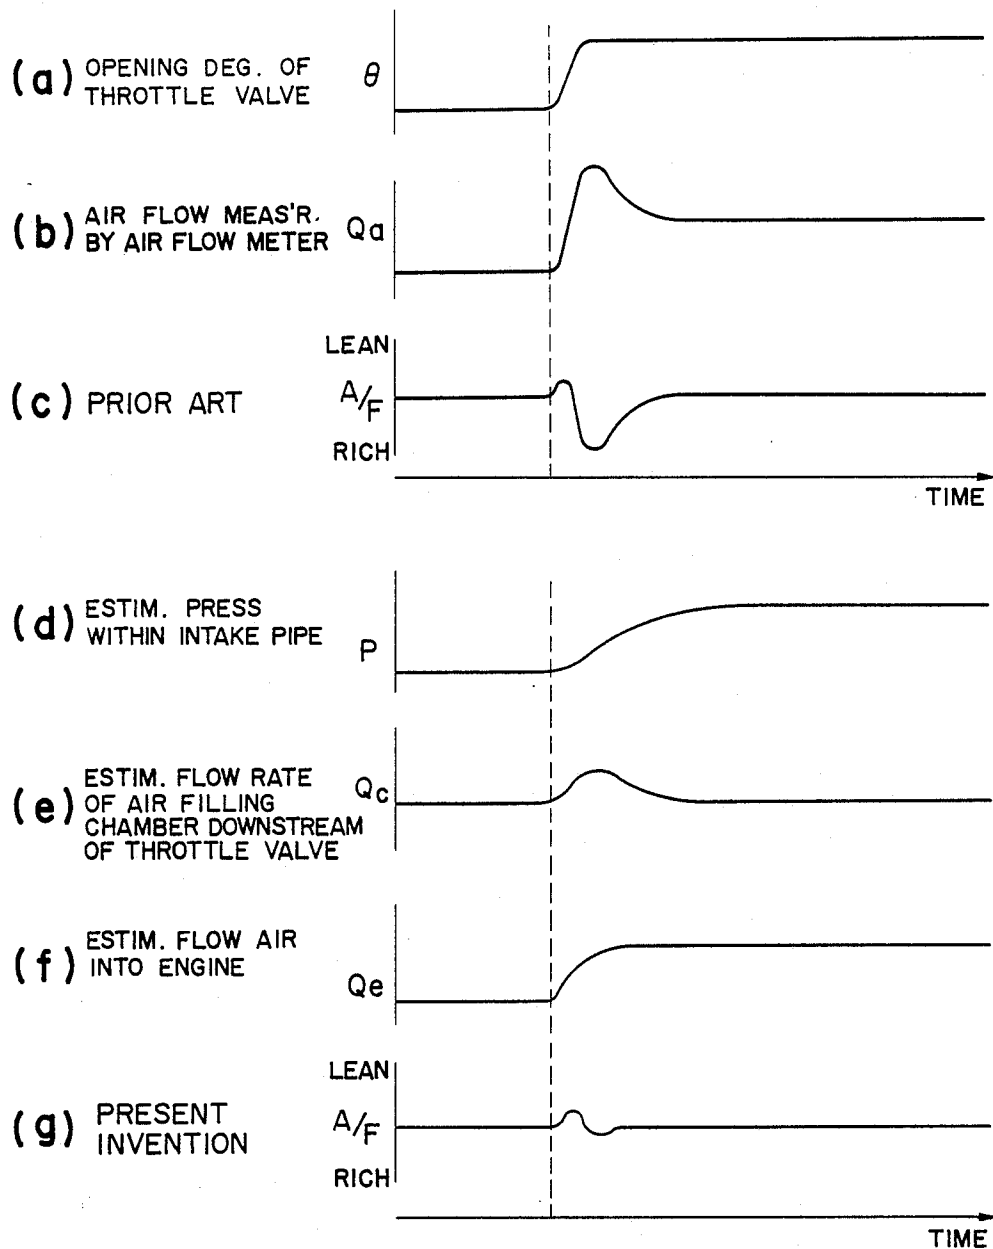 (a) OPENING DEG. OF
THROTTLE VALVE
θ
(b) AIR FLOW MEAS'R.
BY AIR FLOW METER
Qa
LEAN
(c) PRIOR ART
A/F
RICH
TIME
(d) ESTIM. PRESS
WITHIN INTAKE PIPE
P
(e) ESTIM. FLOW RATE
OF AIR FILLING
CHAMBER DOWNSTREAM
OF THROTTLE VALVE
Qc
(f) ESTIM. FLOW AIR
INTO ENGINE
Qe
LEAN
(g) PRESENT
INVENTION
A/F
RICH
TIME